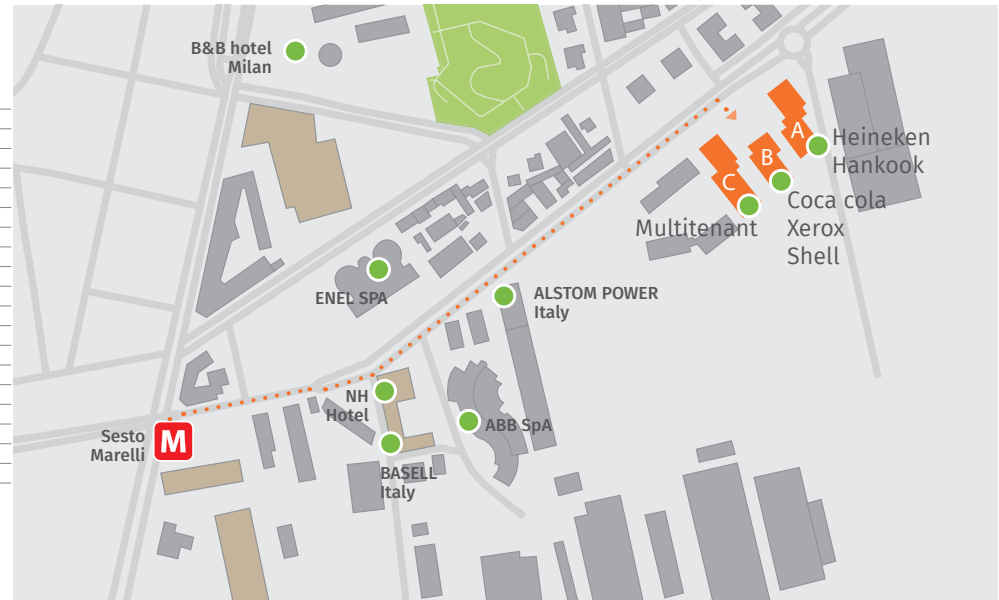 B&B hotel
Milan
A
Heineken
Hankook
B
C
Coca cola
Xerox
Shell
Multitenant
ENEL SPA
ALSTOM POWER
Italy
NH
Hotel
ABB SpA
Sesto
Marelli
M
BASELL
Italy